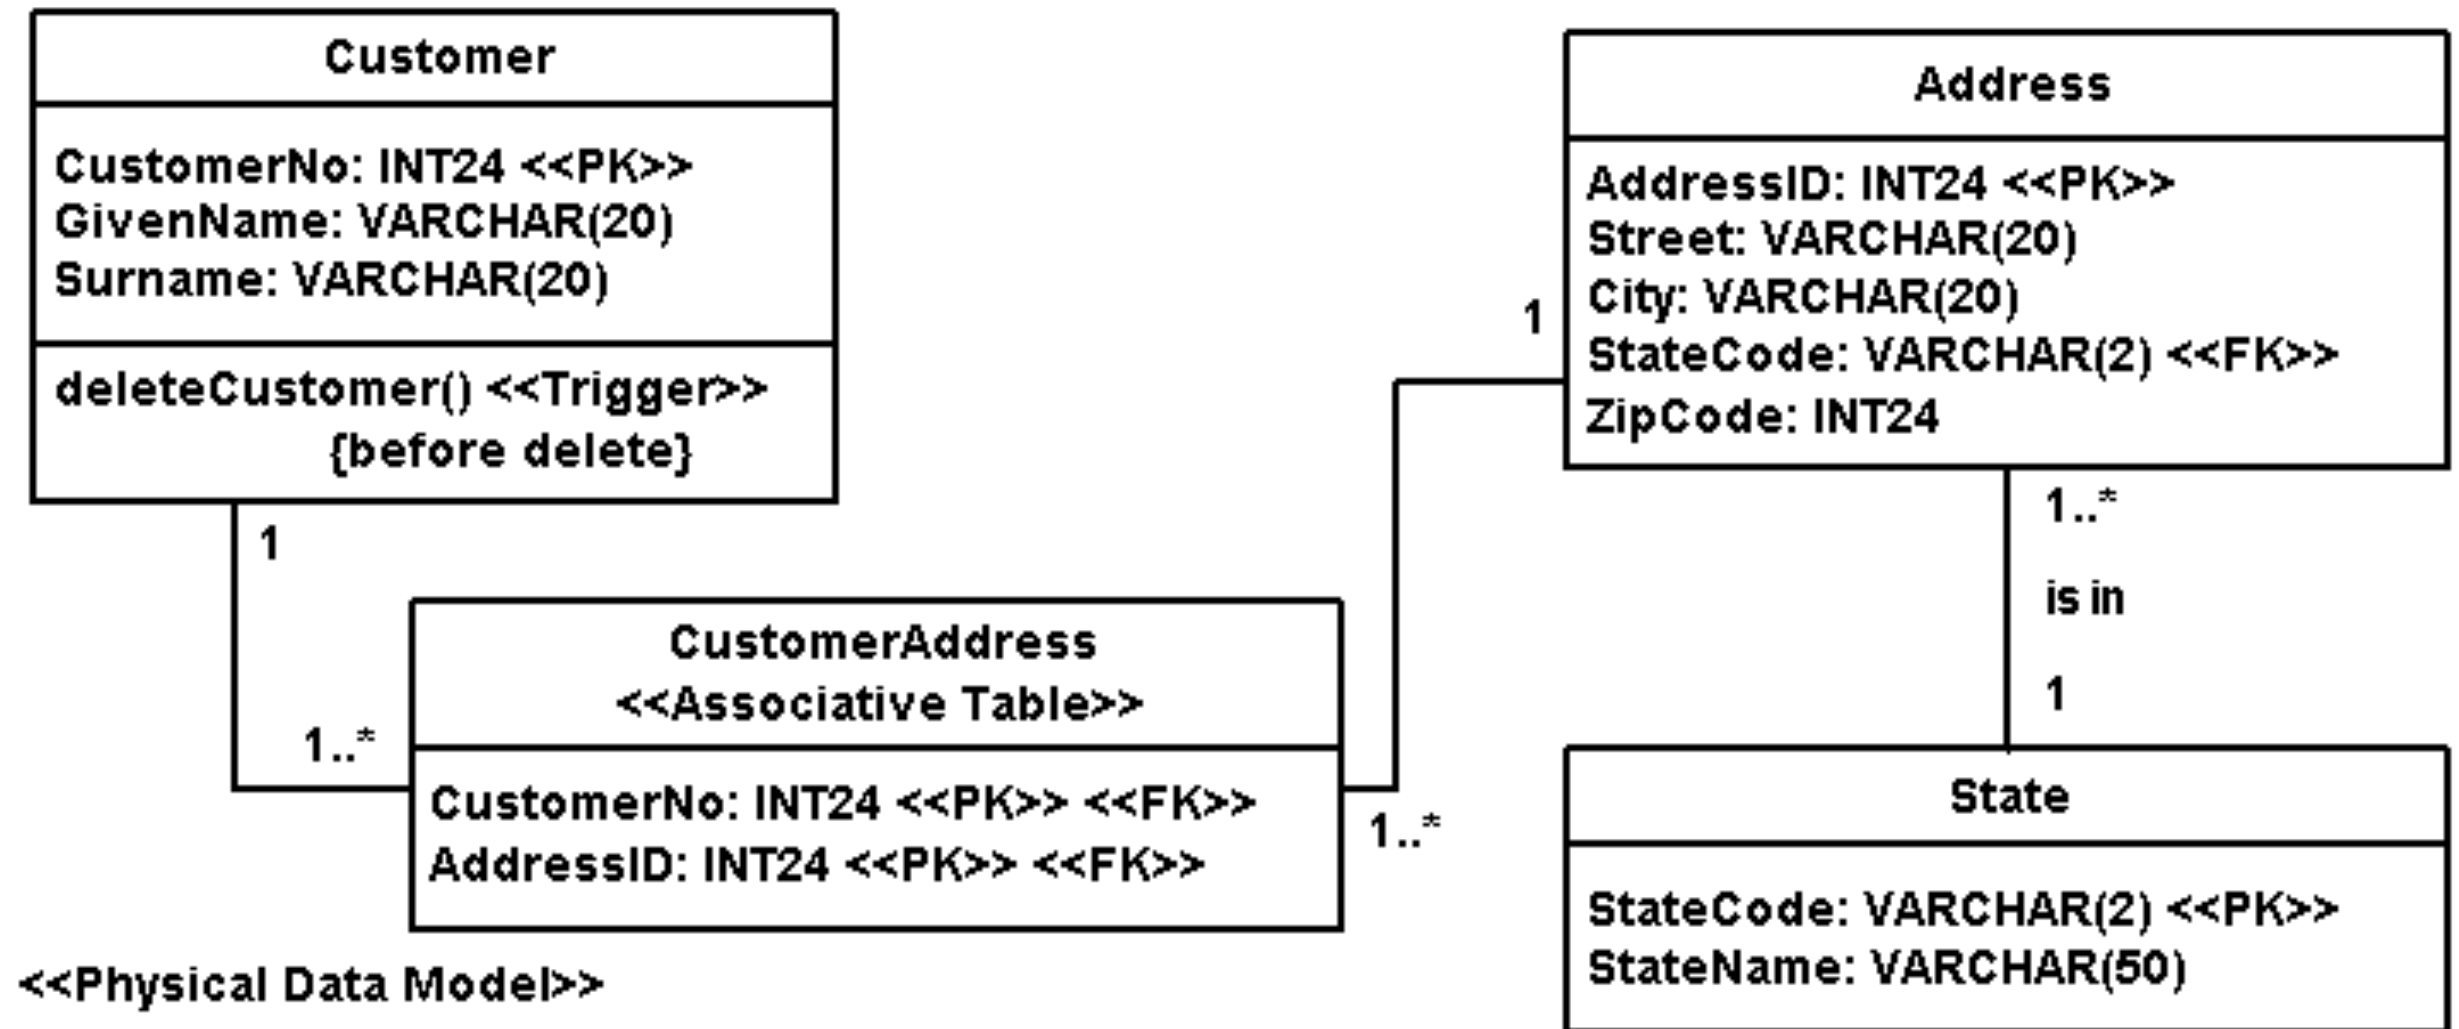 Customer
CustomerNo: INT24 <<PK>>
GivenName: VARCHAR(20)
Surname: VARCHAR(20)
deleteCustomer() <<Trigger>>
{before delete}
1
1..*
CustomerAddress
<<Associative Table>>
CustomerNo: INT24 <<PK>> <<FK>>
AddressID: INT24 <<PK>> <<FK>>
1..*
1
Address
AddressID: INT24 <<PK>>
Street: VARCHAR(20)
City: VARCHAR(20)
StateCode: VARCHAR(2) <<FK>>
ZipCode: INT24
1..*
is in
1
State
StateCode: VARCHAR(2) <<PK>>
StateName: VARCHAR(50)
<<Physical Data Model>>